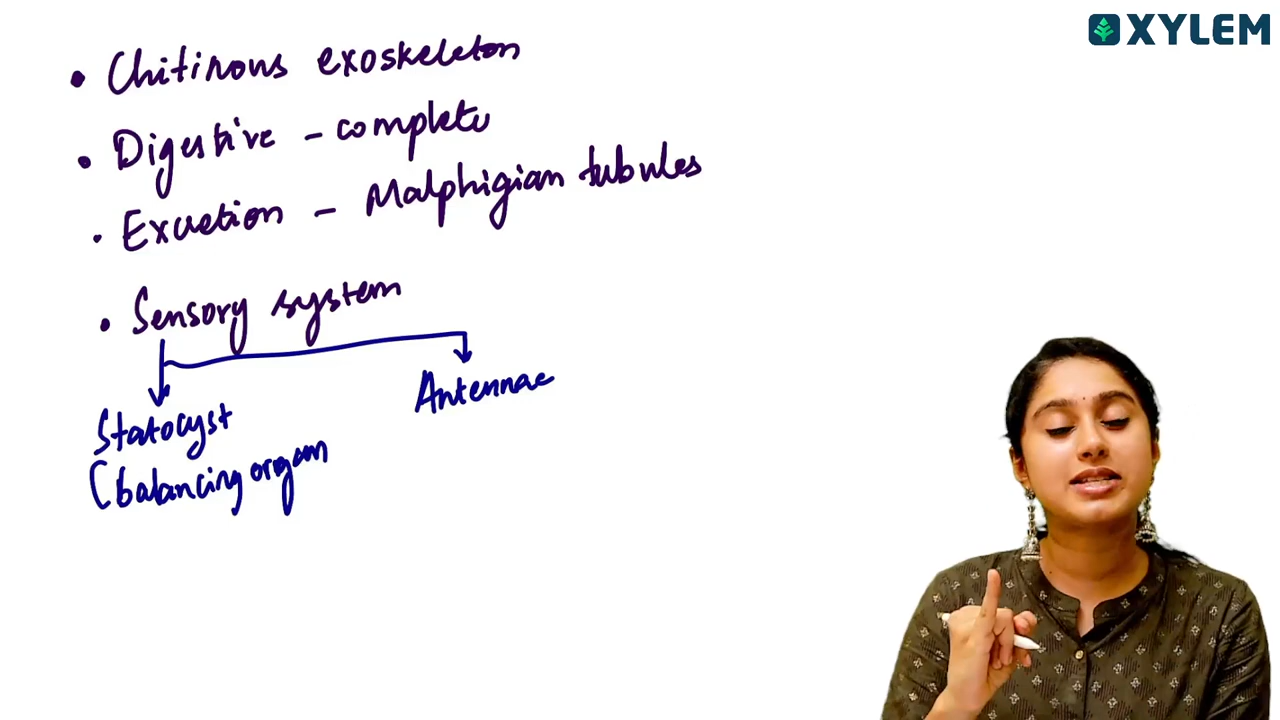 XYLEM
• Chitinous exoskeleton
• Digestive - complete
• Excretion - Malphigian tubules
• Sensory system
Statocyst
(balancing organ
Antennae